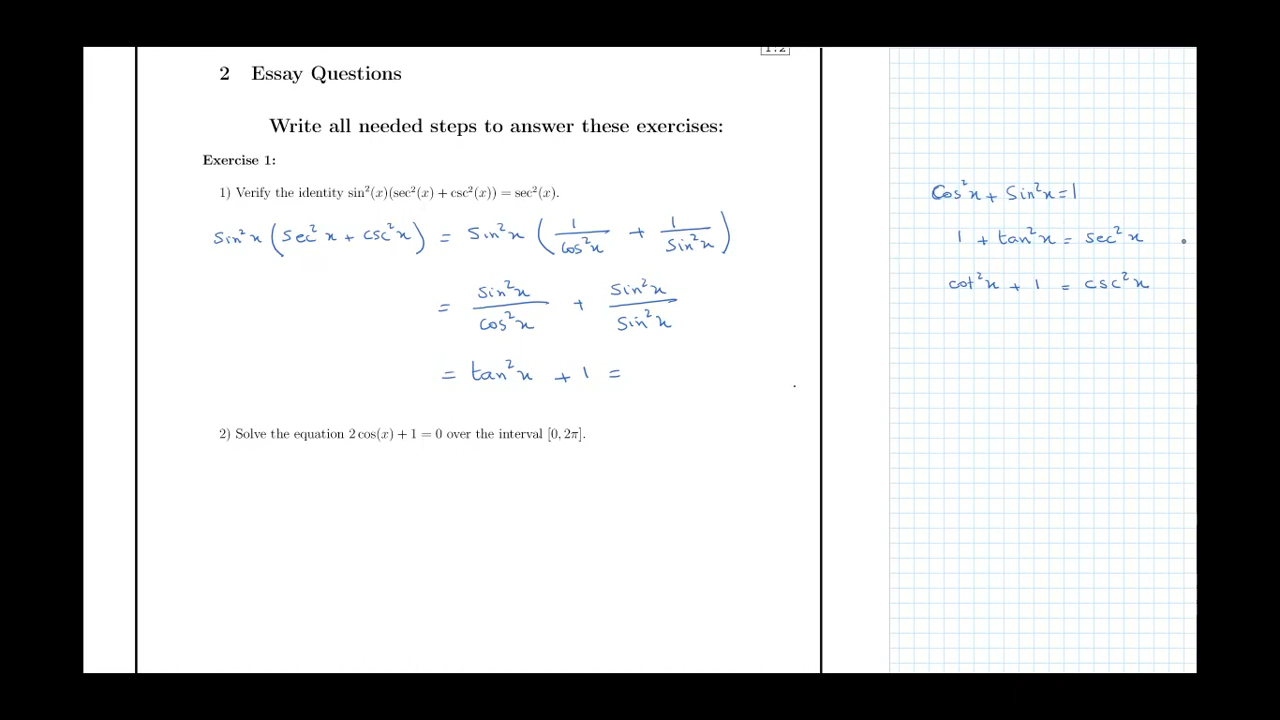 2 Essay Questions
Write all needed steps to answer these exercises:
Exercise 1:
1) Verify the identity sin²(x)(sec²(x) + csc²(x)) = sec²(x).
sin²x (sec²x + csc²x) = sin²x (1/cos²x + 1/sin²x)
= sin²x/cos²x + sin²x/sin²x
= tan²x + 1 =
2) Solve the equation 2 cos(x) + 1 = 0 over the interval [0, 2π].
cos²x + sin²x = 1
1 + tan²x = sec²x
cot²x + 1 = csc²x